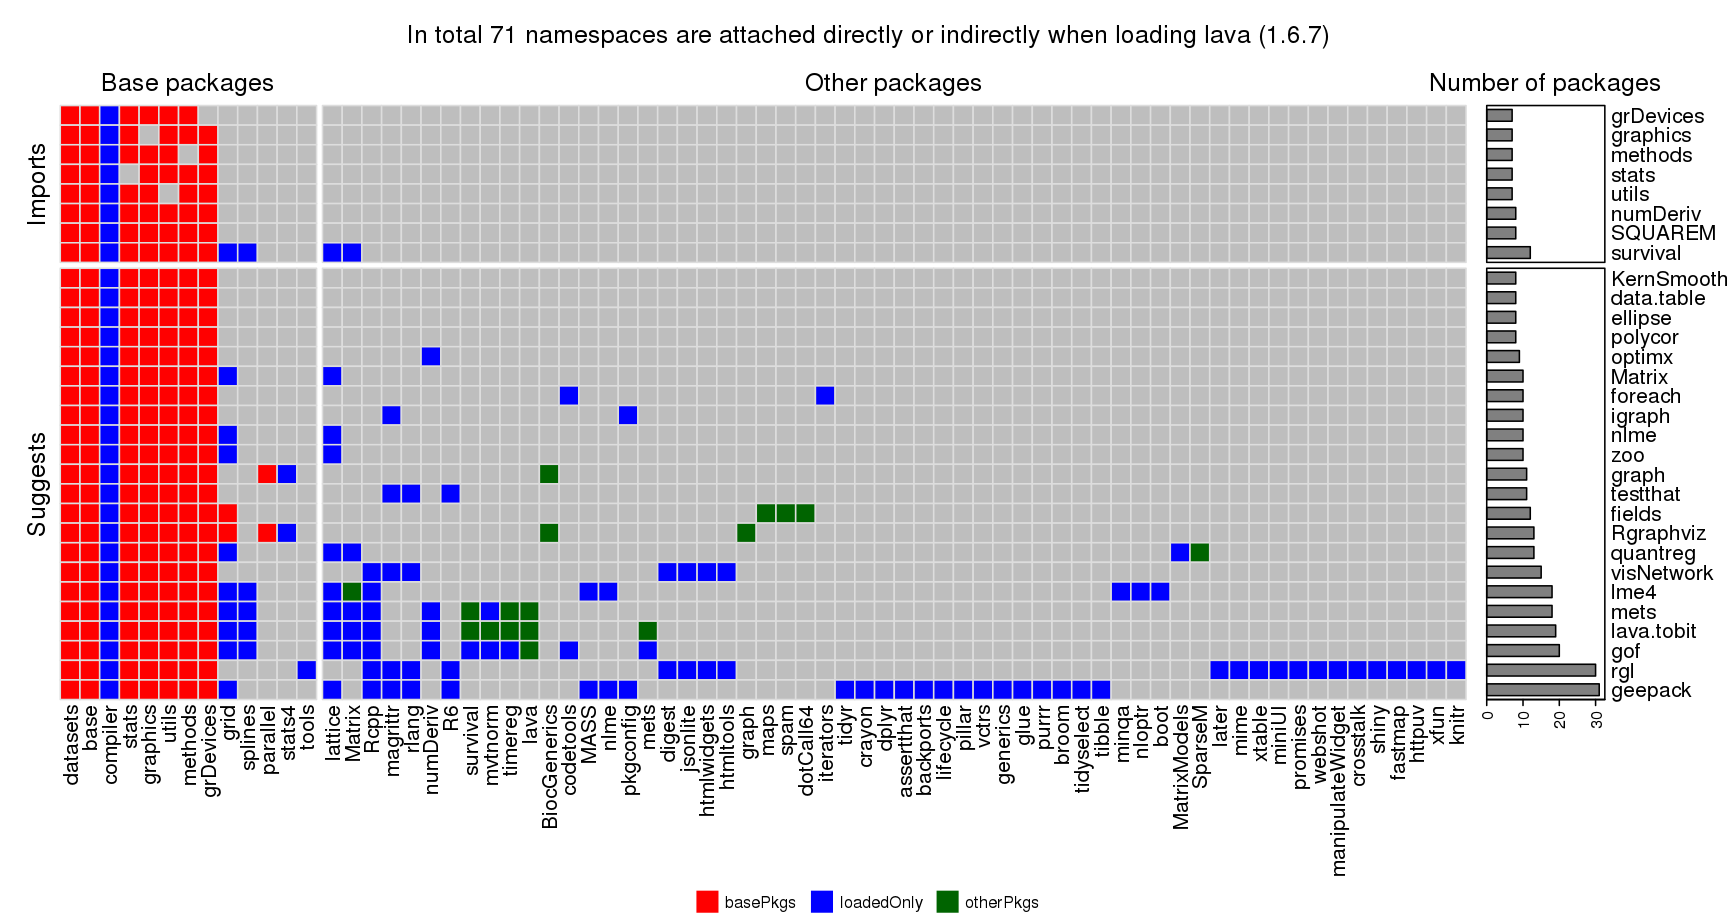 In total 71 namespaces are attached directly or indirectly when loading lava (1.6.7)
Base packages
Other packages
Number of packages
Imports
grDevices
graphics
methods
stats
utils
numDeriv
SQUAREM
survival
Suggests
KernSmooth
data.table
ellipse
polycor
optimx
Matrix
foreach
igraph
nlme
zoo
graph
testthat
fields
Rgraphviz
quantreg
visNetwork
lme4
mets
lava.tobit
gof
rgl
geepack
0
10
20
30
datasets
base
compiler
stats
graphics
utils
methods
grDevices
grid
splines
parallel
stats4
tools
lattice
Matrix
Rcpp
magrittr
rlang
numDeriv
R6
survival
mvtnorm
timereg
lava
BiocGenerics
codetools
MASS
nlme
pkgconfig
mets
digest
jsonlite
htmlwidgets
htmltools
graph
maps
spam
dotCall64
iterators
tidyr
crayon
dplyr
assertthat
backports
lifecycle
pillar
vctrs
generics
glue
purrr
broom
tidyselect
tibble
minqa
nloptr
boot
MatrixModels
SparseM
later
mime
xtable
miniUI
promises
webshot
manipulateWidget
crosstalk
shiny
fastmap
httpuv
xfun
knitr
basePkgs
loadedOnly
otherPkgs